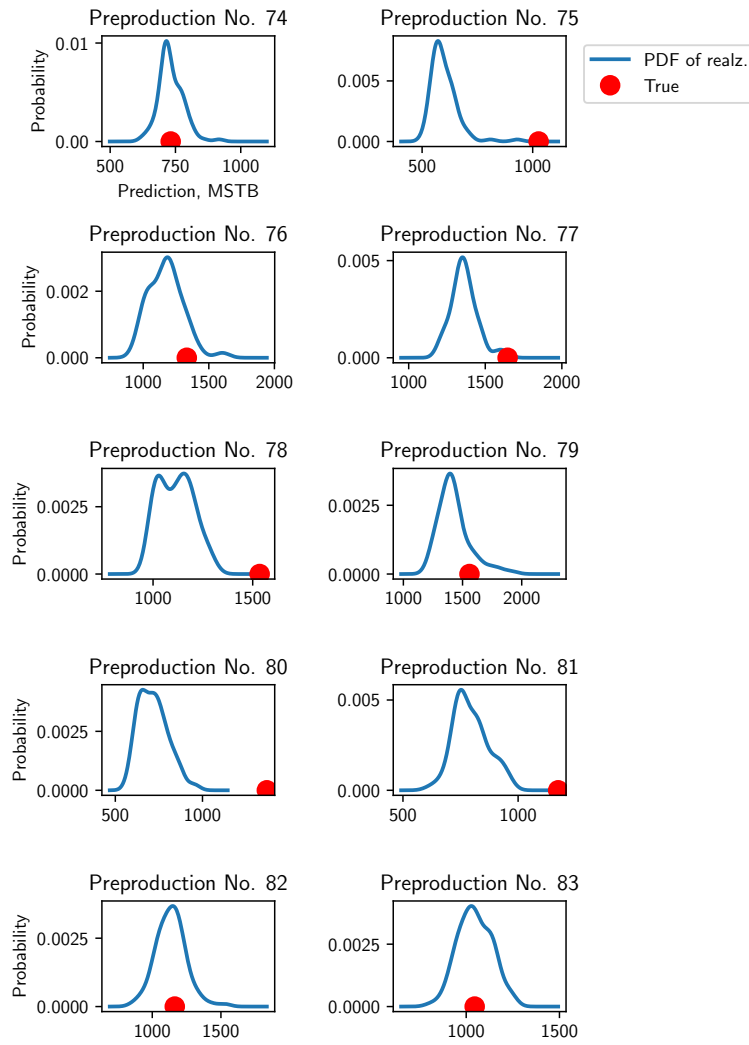 Preproduction No. 74
Probability
0.01
0.00
500 750 1000
Prediction, MSTB
Preproduction No. 75
0.005
0.000
500 1000
PDF of realz.
True
Preproduction No. 76
Probability
0.002
0.000
1000 1500 2000
Preproduction No. 77
0.005
0.000
1000 1500 2000
Preproduction No. 78
Probability
0.0025
0.0000
1000 1500
Preproduction No. 79
0.0025
0.0000
1000 1500 2000
Preproduction No. 80
Probability
0.0025
0.0000
500 1000
Preproduction No. 81
0.005
0.000
500 1000
Preproduction No. 82
Probability
0.0025
0.0000
1000 1500
Preproduction No. 83
0.0025
0.0000
1000 1500